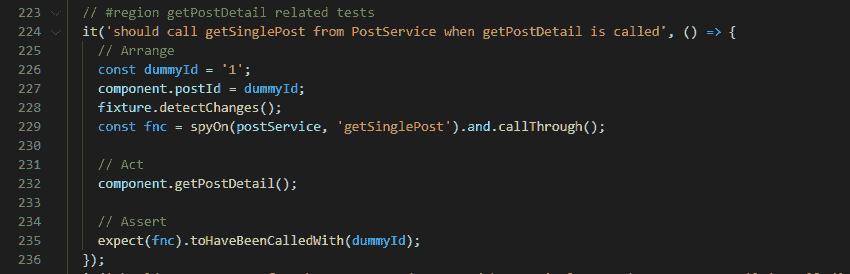 223 // #region getPostDetail related tests
224 it('should call getSinglePost from PostService when getPostDetail is called', () => {
225 // Arrange
226 const dummyId = '1';
227 component.postId = dummyId;
228 fixture.detectChanges();
229 const fnc = spyOn(postService, 'getSinglePost').and.callThrough();
230
231 // Act
232 component.getPostDetail();
233
234 // Assert
235 expect(fnc).toHaveBeenCalledWith(dummyId);
236 });